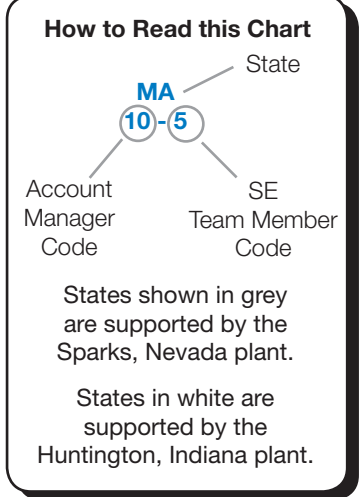 How to Read this Chart
State
MA
10-5
Account
Manager
Code
SE
Team Member
Code
States shown in grey
are supported by the
Sparks, Nevada plant.
States in white are
supported by the
Huntington, Indiana plant.